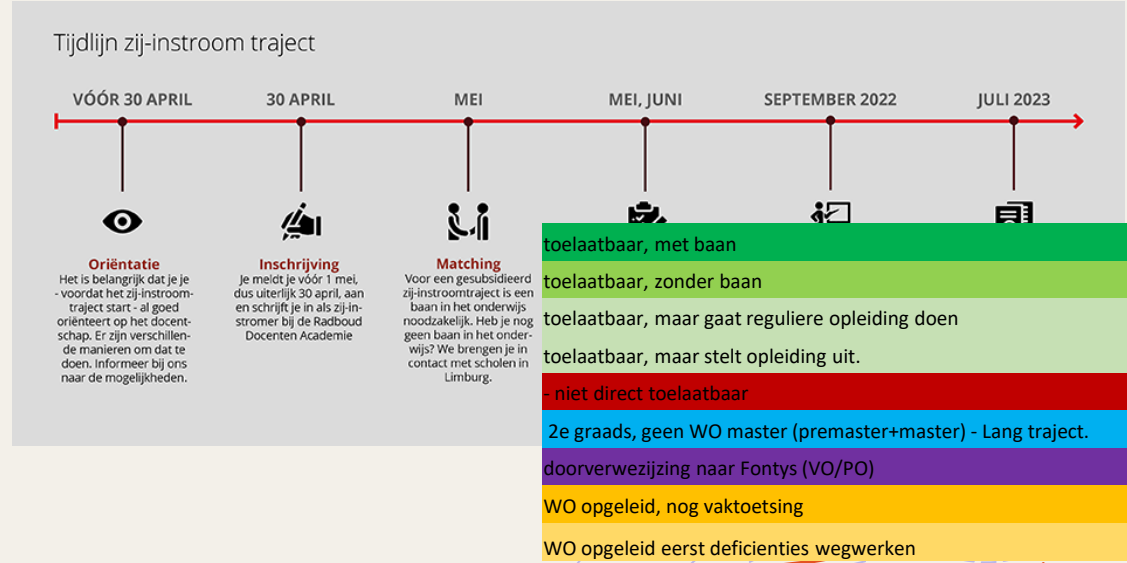 Tijdlijn zij-instroom traject
VÓÓR 30 APRIL
30 APRIL
MEI
MEI, JUNI
SEPTEMBER 2022
JULI 2023
Oriëntatie
Het is belangrijk dat je je
- voordat het zij-instroom-
traject start - al goed
oriënteert op het docent-
schap. Er zijn verschillen-
de manieren om dat te
doen. Informeer bij ons
naar de mogelijkheden.
Inschrijving
Je meldt je vóór 1 mei,
dus uiterlijk 30 april, aan
en schrijft je in als zij-in-
stromer bij de Radboud
Docenten Academie
Matching
Voor een gesubsidieerd
zij-instroomtraject is een
baan in het onderwijs
noodzakelijk. Heb je nog
geen baan in het onder-
wijs? We brengen je in
contact met scholen in
Limburg.
toelaatbaar, met baan
toelaatbaar, zonder baan
toelaatbaar, maar gaat reguliere opleiding doen
toelaatbaar, maar stelt opleiding uit.
- niet direct toelaatbaar
2e graads, geen WO master (premaster+master) - Lang traject.
doorverwezijzing naar Fontys (VO/PO)
WO opgeleid, nog vaktoetsing
WO opgeleid eerst deficienties wegwerken